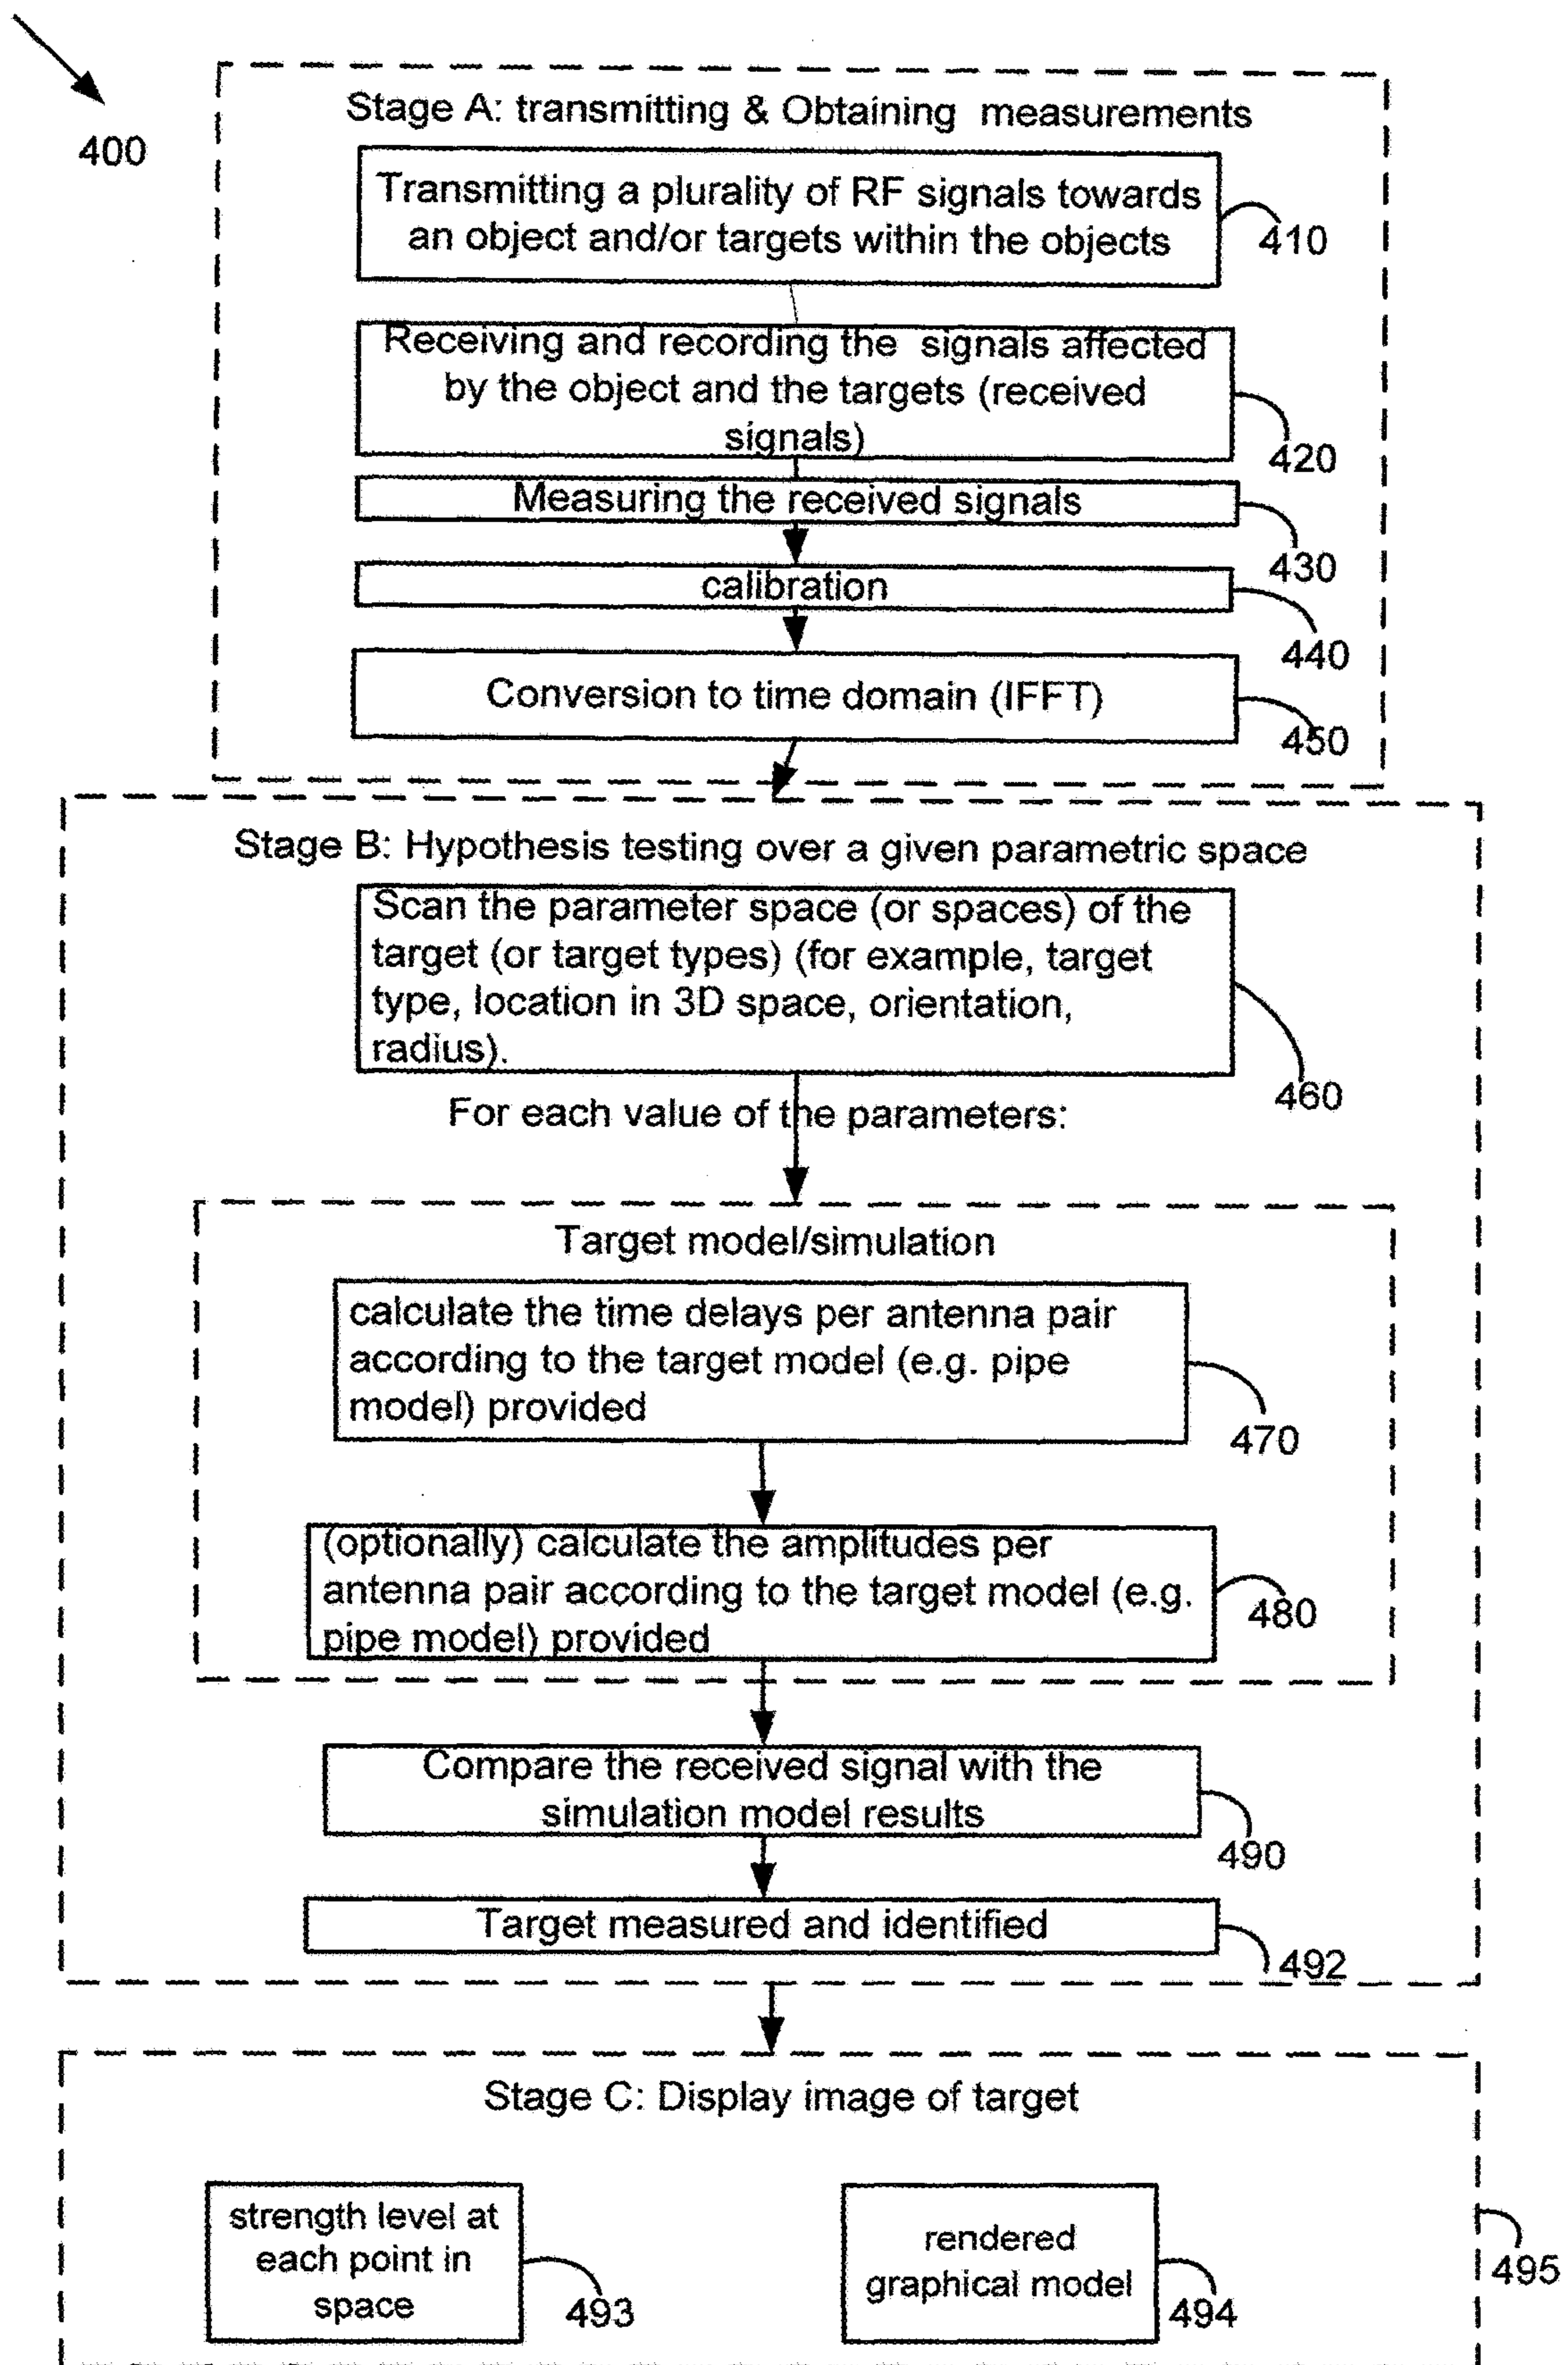 400
Stage A: transmitting & Obtaining measurements
Transmitting a plurality of RF signals towards
an object and/or targets within the objects
410
Receiving and recording the signals affected
by the object and the targets (received
signals)
420
Measuring the received signals
430
calibration
440
Conversion to time domain (IFFT)
450
Stage B: Hypothesis testing over a given parametric space
Scan the parameter space (or spaces) of the
target (or target types) (for example, target
type, location in 3D space, orientation,
radius).
460
For each value of the parameters:
Target model/simulation
calculate the time delays per antenna pair
according to the target model (e.g. pipe
model) provided
470
(optionally) calculate the amplitudes per
antenna pair according to the target model (e.g.
pipe model) provided
480
Compare the received signal with the
simulation model results
490
Target measured and identified
492
Stage C: Display image of target
strength level at
each point in
space
493
rendered
graphical model
494
495